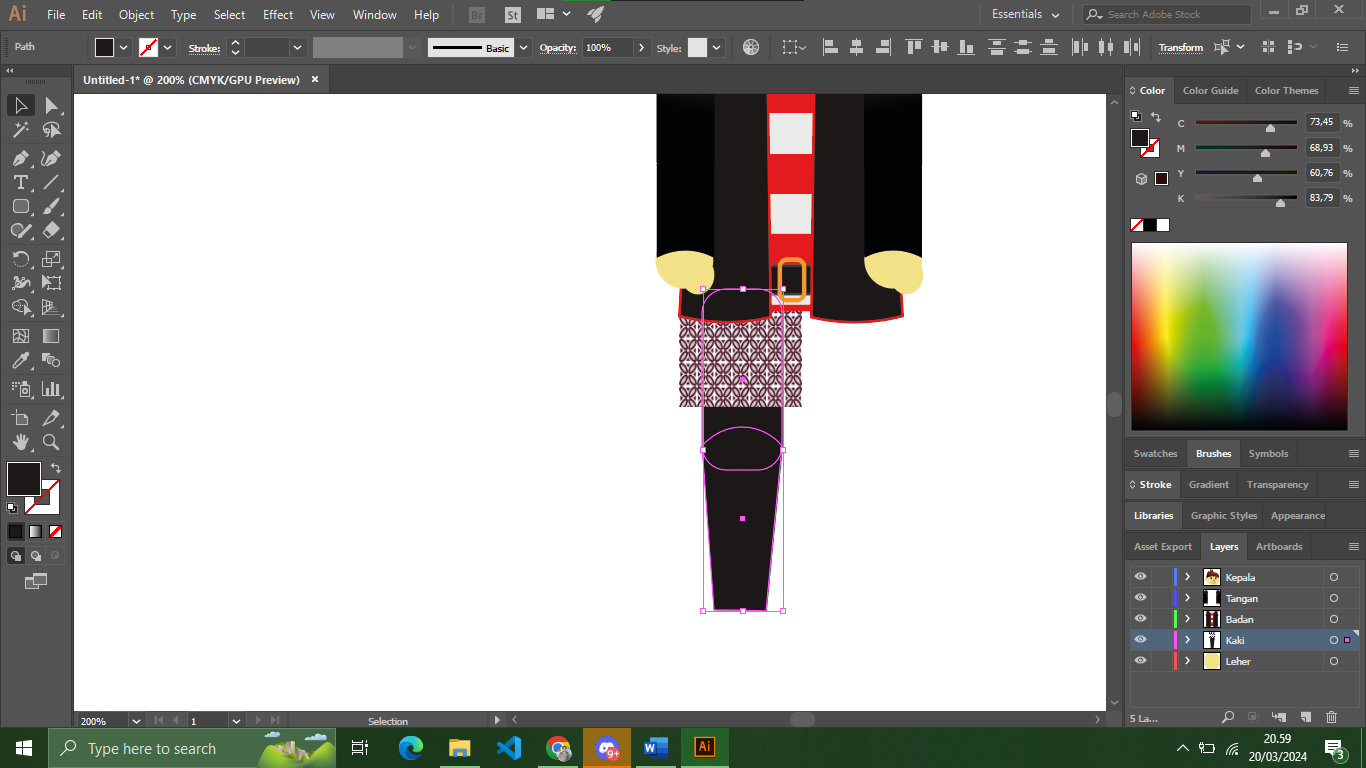 Ai File Edit Object Type Select Effect View Window Help Br St Essentials Search Adobe Stock
Path Stroke: Basic Opacity: 100% Style: Transform
Untitled-1* @ 200% (CMYK/GPU Preview)
Color Color Guide Color Themes
C 73,45 %
M 68,93 %
Y 60,76 %
K 83,79 %
Swatches Brushes Symbols
Stroke Gradient Transparency
Libraries Graphic Styles Appearance
Asset Export Layers Artboards
Kepala
Tangan
Badan
Kaki
Leher
5 La...
200% 1 Selection
Type here to search 9+ W Ai 20.59
20/03/2024 3